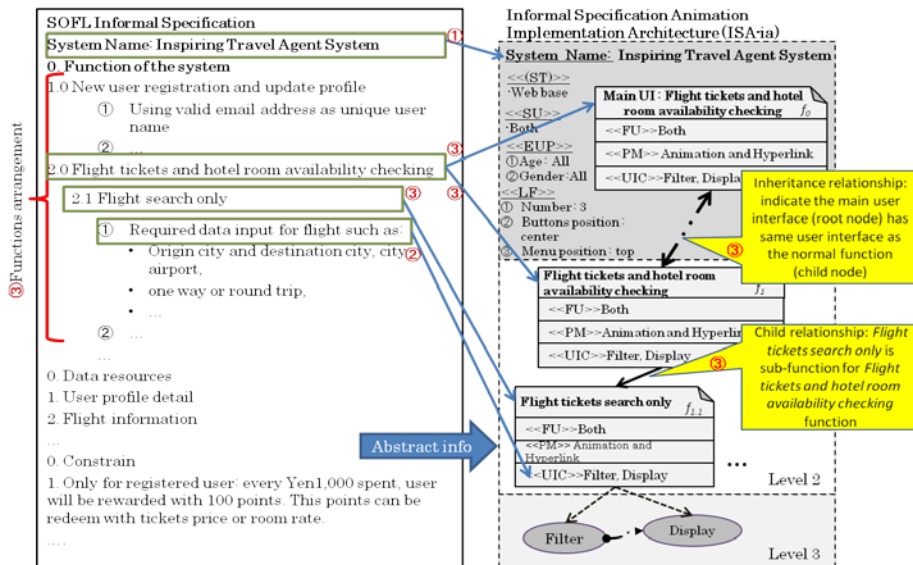 SOFL Informal Specification
System Name: Inspiring Travel Agent System
①
0. Function of the system
1.0 New user registration and update profile
① Using valid email address as unique user
name
② ...
③
2.0 Flight tickets and hotel room availability checking
③
2.1 Flight search only
③
① Required data input for flight such as:
②
• Origin city and destination city, city
airport,
• one way or round trip,
• ...
② ...
...
③Functions arrangement
0. Data resources
1. User profile detail
2. Flight information
...
0. Constrain
1. Only for registered user: every Yen1,000 spent, user
will be rewarded with 100 points. This points can be
redeem with tickets price or room rate.
....
Abstract info
Informal Specification Animation
Implementation Architecture (ISA-ia)
System Name: Inspiring Travel Agent System
<<(ST)>>
·Web base
<<SU>>
·Both
<<EUP>>
①Age: All
②Gender:All
<<LF>>
① Number: 3
② Buttons position:
center
③ Menu position: top
Main UI : Flight tickets and hotel
room availability checking
f0
<<FU>>Both
<<PM>> Animation and Hyperlink
<<UIC>>Filter, Display
Inheritance relationship:
indicate the main user
interface (root node) has
same user interface as
the normal function
(child node)
③
Flight tickets and hotel room
availability checking
f1
<<FU>>Both
<<PM>>Animation and Hyperlink
<<UIC>>Filter, Display
Child relationship: Flight
tickets search only is
sub-function for Flight
tickets and hotel room
availability checking
function
③
Flight tickets search only
f1.1
<<FU>>Both
<<PM>> Animation and
Hyperlink
<<UIC>>Filter, Display
...
Level 2
Filter
Display
Level 3